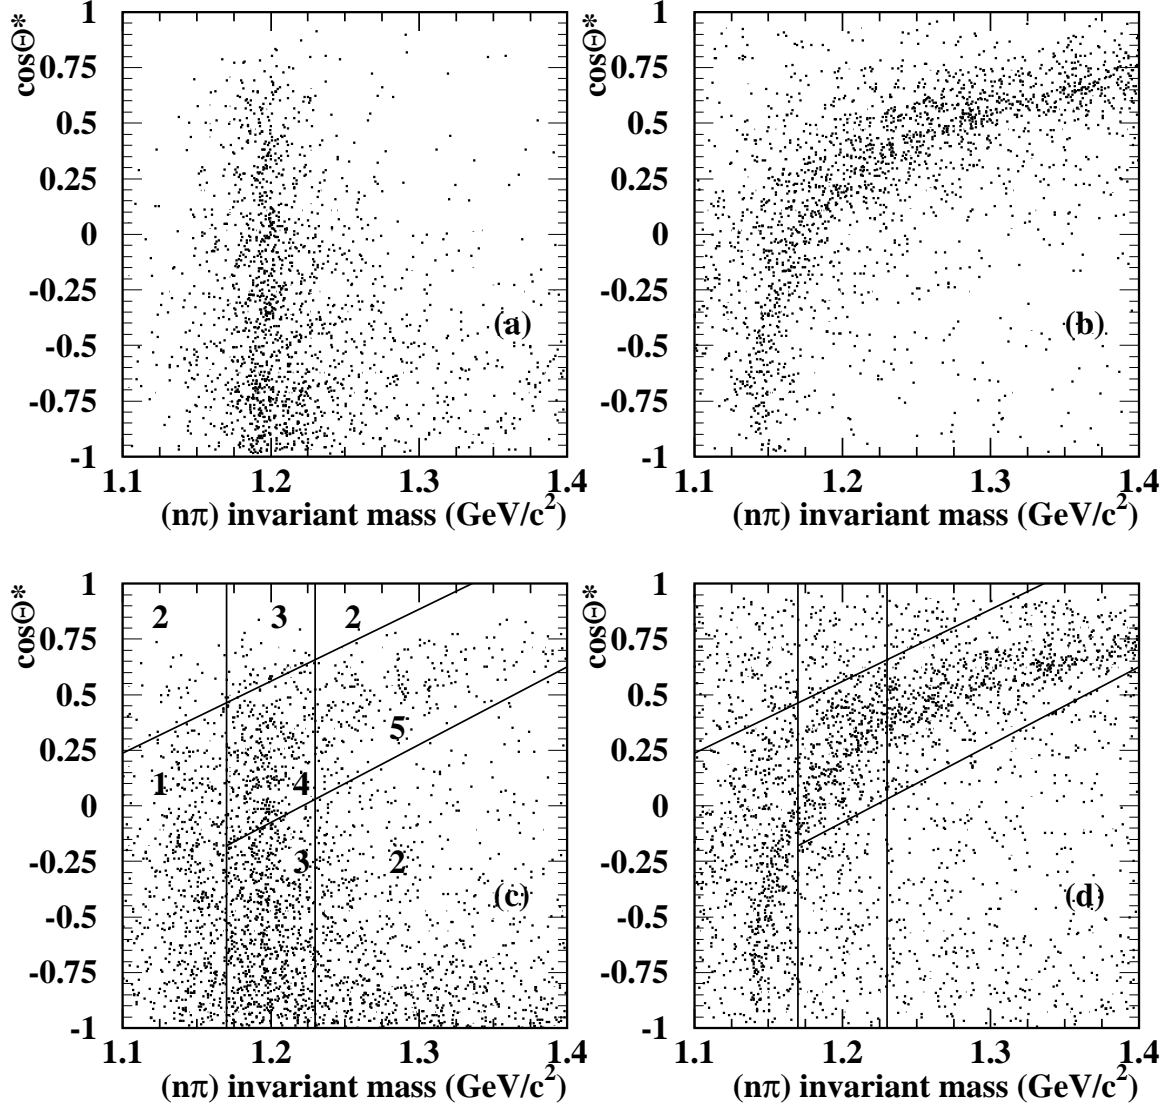 cosΘ*
1
0.75
0.5
0.25
0
-0.25
-0.5
-0.75
-1
(a)
1.1 1.2 1.3 1.4
(nπ) invariant mass (GeV/c²)
cosΘ*
1
0.75
0.5
0.25
0
-0.25
-0.5
-0.75
-1
(b)
1.1 1.2 1.3 1.4
(nπ) invariant mass (GeV/c²)
cosΘ*
1
0.75
0.5
0.25
0
-0.25
-0.5
-0.75
-1
2 3 2
5
1 4
3 2
(c)
1.1 1.2 1.3 1.4
(nπ) invariant mass (GeV/c²)
cosΘ*
1
0.75
0.5
0.25
0
-0.25
-0.5
-0.75
-1
(d)
1.1 1.2 1.3 1.4
(nπ) invariant mass (GeV/c²)